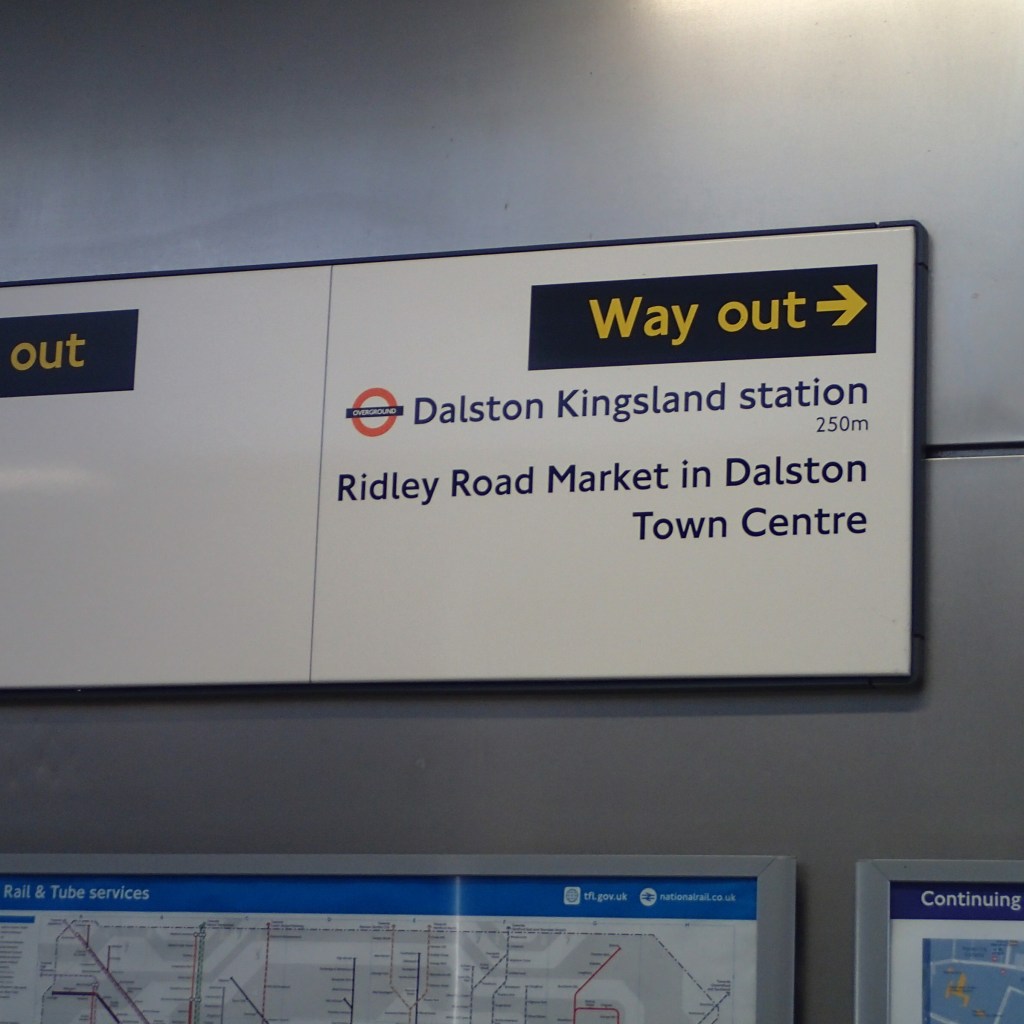 out
Way out
OVERGROUND
Dalston Kingsland station
250m
Ridley Road Market in Dalston
Town Centre
Rail & Tube services
tfl.gov.uk
nationalrail.co.uk
Continuing